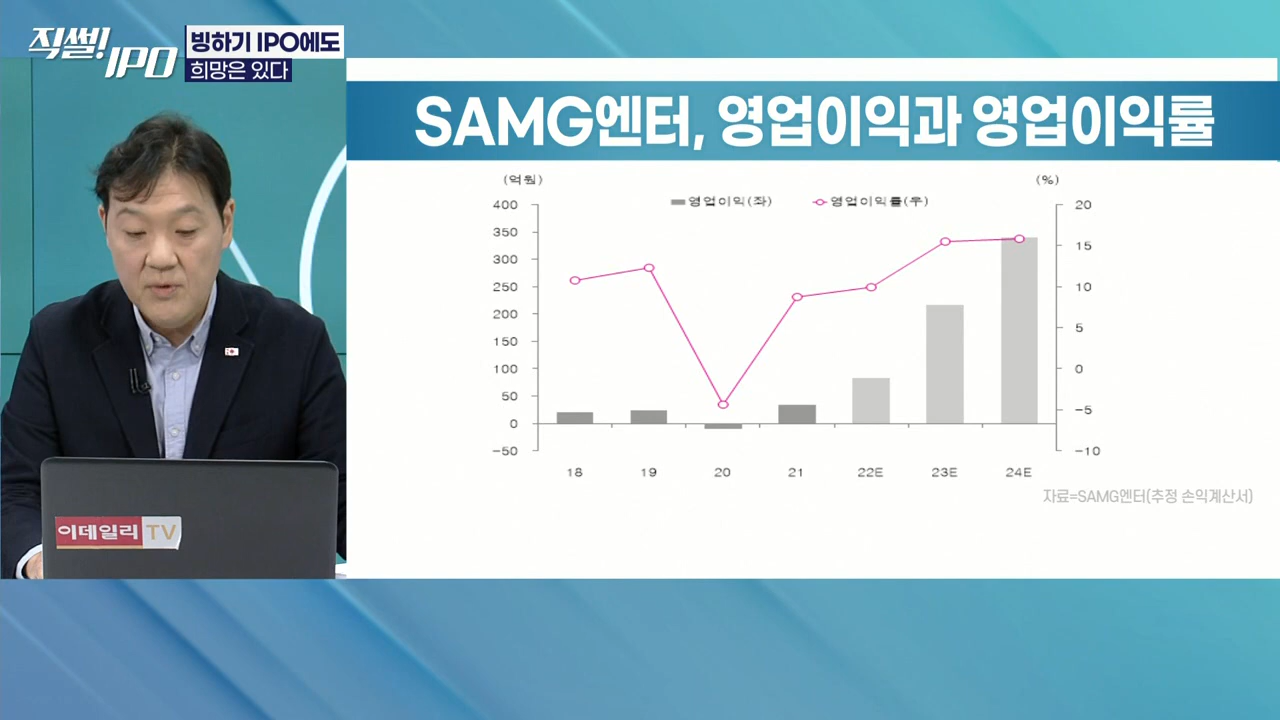 직썰! IPO
빙하기 IPO에도
희망은 있다
SAMG엔터, 영업이익과 영업이익률
(억원)
(%)
영업이익(좌) 영업이익률(우)
400
350
300
250
200
150
100
50
0
-50
20
15
10
5
0
-5
-10
18 19 20 21 22E 23E 24E
자료=SAMG엔터(추정 손익계산서)
이데일리 TV